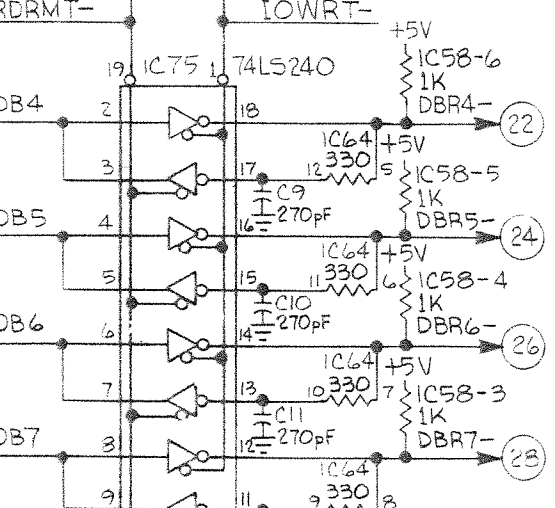 RDRMT- IOWRT-
+5V
19 IC75 1 74LS240 IC58-6
1K
DB4 2 18 DBR4- 22
IC64 +5V
3 17 12 330 5 IC58-5
C9 1K
DB5 4 16 270pF DBR5- 24
IC64 +5V
5 15 11 330 6 IC58-4
C10 1K
DB6 6 14 270pF DBR6- 26
IC64 +5V
7 13 10 330 7 IC58-3
C11 1K
DB7 8 12 270pF DBR7- 28
IC64
9 11 9 330 8